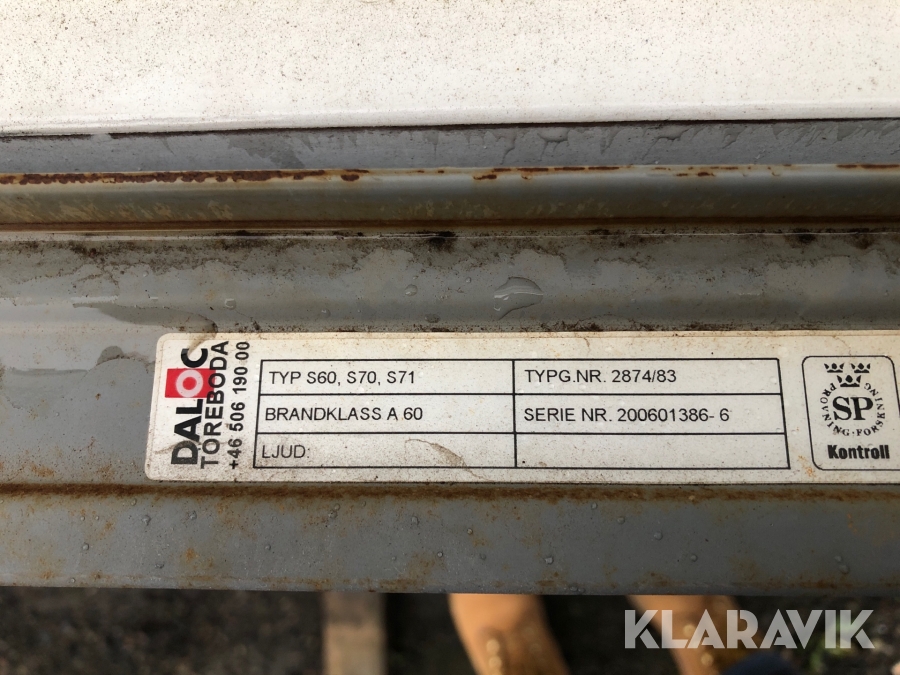 DALOC
TÖREBODA
+46 506 190 00
TYP S60, S70, S71
TYPG.NR. 2874/83
BRANDKLASS A 60
SERIE NR. 200601386- 6
LJUD:
PROVNING·FORSKNING
SP
Kontroll
KLARAVIK